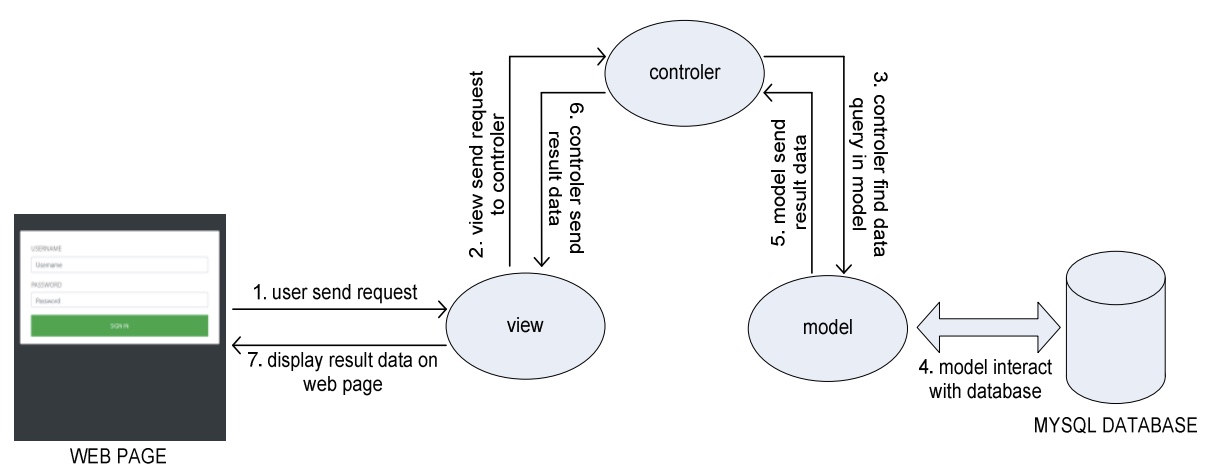 controler
2. view send request
to controler
6. controler send
result data
5. model send
result data
3. controler find data
query in model
USERNAME
Username
PASSWORD
Password
SIGN IN
1. user send request
view
7. display result data on
web page
model
4. model interact
with database
WEB PAGE
MYSQL DATABASE